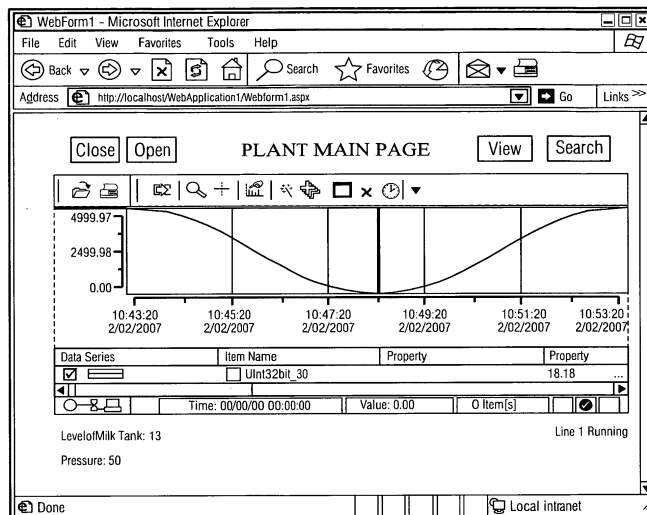 WebForm1 - Microsoft Internet Explorer
File Edit View Favorites Tools Help
Back Search Favorites
Address http://localhost/WebApplication1/Webform1.aspx Go Links >>
Close Open PLANT MAIN PAGE View Search
4999.97
2499.98
0.00
10:43:20 10:45:20 10:47:20 10:49:20 10:51:20 10:53:20
2/02/2007 2/02/2007 2/02/2007 2/02/2007 2/02/2007 2/02/2007
Data Series Item Name Property Property
UInt32bit_30 18.18 ...
Time: 00/00/00 00:00:00 Value: 0.00 0 Item[s]
LevelofMilk Tank: 13 Line 1 Running
Pressure: 50
Done Local intranet